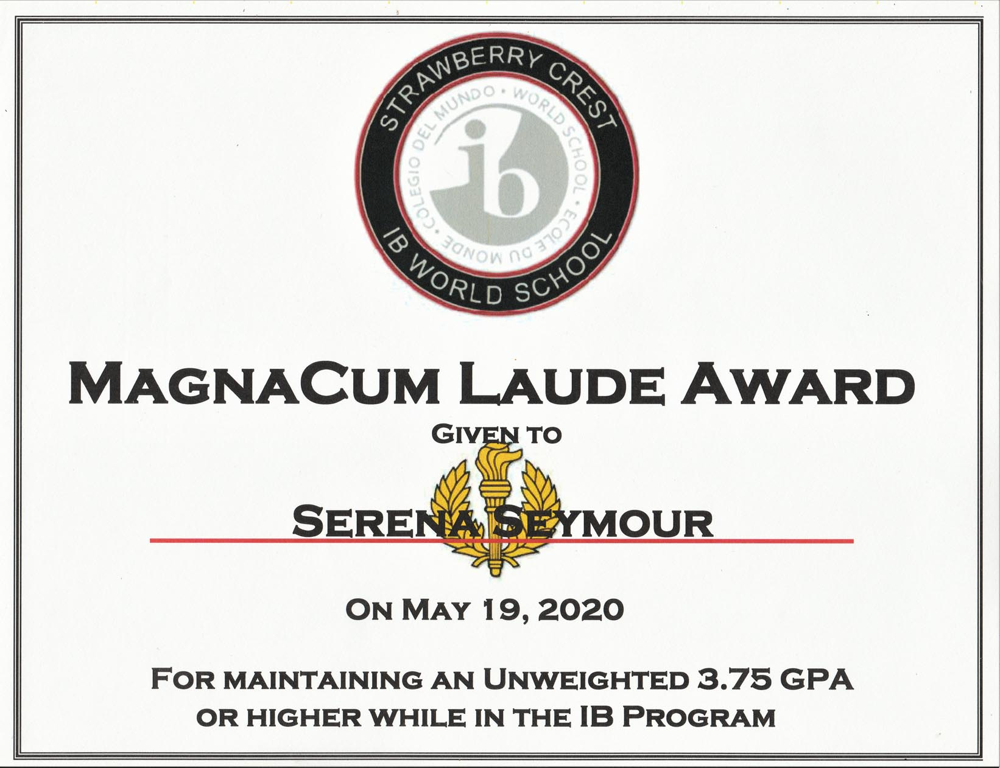 STRAWBERRY CREST
COLEGIO DEL MUNDO • WORLD SCHOOL • ECOLE DU MONDE •
ib
IB WORLD SCHOOL
MAGNACUM LAUDE AWARD
GIVEN TO
SERENA SEYMOUR
ON MAY 19, 2020
FOR MAINTAINING AN UNWEIGHTED 3.75 GPA
OR HIGHER WHILE IN THE IB PROGRAM